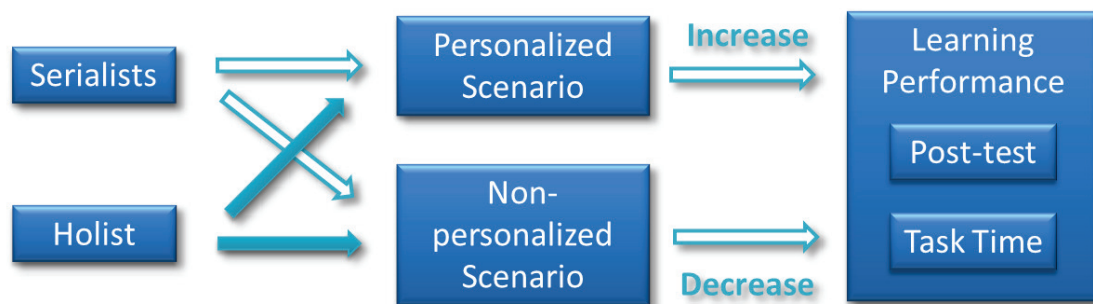 Serialists
Holist
Personalized
Scenario
Non-
personalized
Scenario
Increase
Decrease
Learning
Performance
Post-test
Task Time